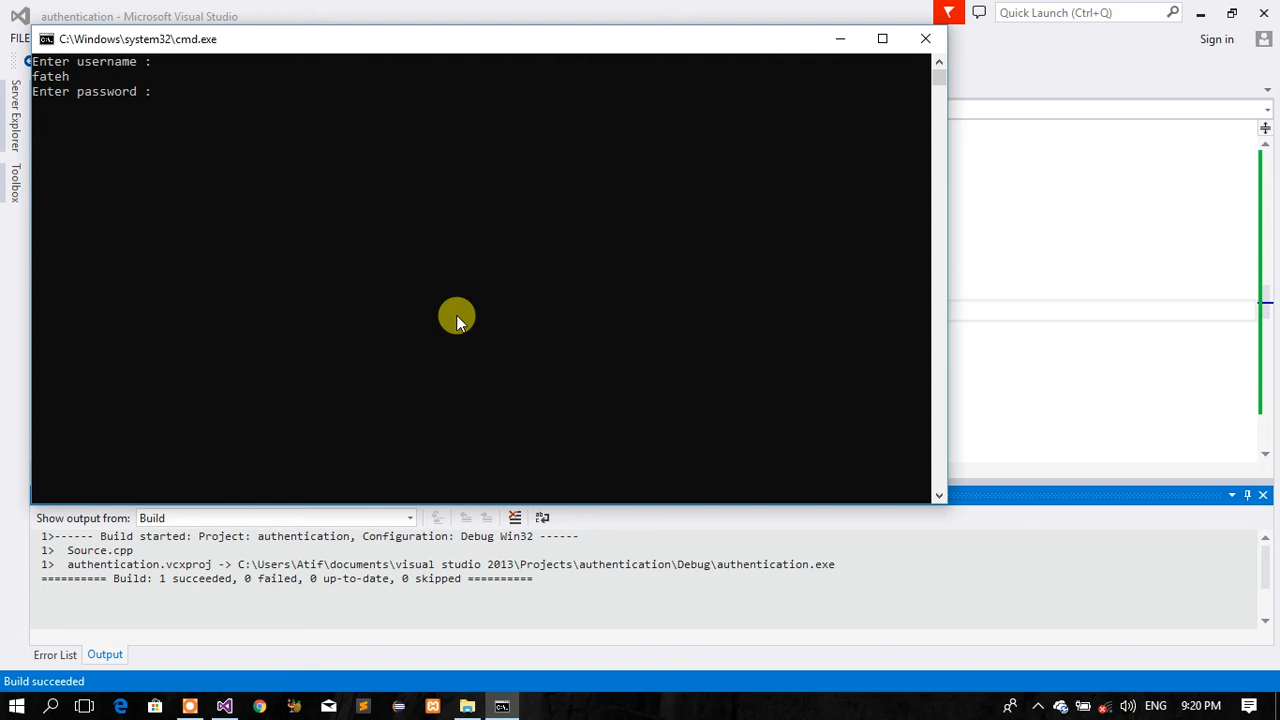 authentication - Microsoft Visual Studio
Quick Launch (Ctrl+Q)
C:\Windows\system32\cmd.exe
FILE
Sign in
Enter username :
fateh
Enter password :
Server Explorer
Toolbox
Show output from: Build
1>------ Build started: Project: authentication, Configuration: Debug Win32 ------
1>  Source.cpp
1>  authentication.vcxproj -> C:\Users\Atif\documents\visual studio 2013\Projects\authentication\Debug\authentication.exe
========== Build: 1 succeeded, 0 failed, 0 up-to-date, 0 skipped ==========
Error List Output
Build succeeded
ENG 9:20 PM